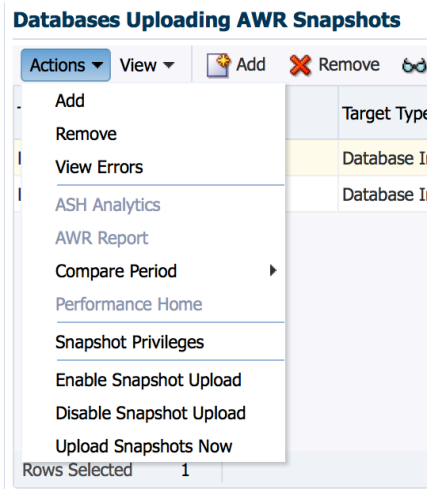 Databases Uploading AWR Snapshots
Actions View Add Remove
Target Type
Add
Remove
View Errors
Database
Database
ASH Analytics
AWR Report
Compare Period
Performance Home
Snapshot Privileges
Enable Snapshot Upload
Disable Snapshot Upload
Upload Snapshots Now
Rows Selected 1